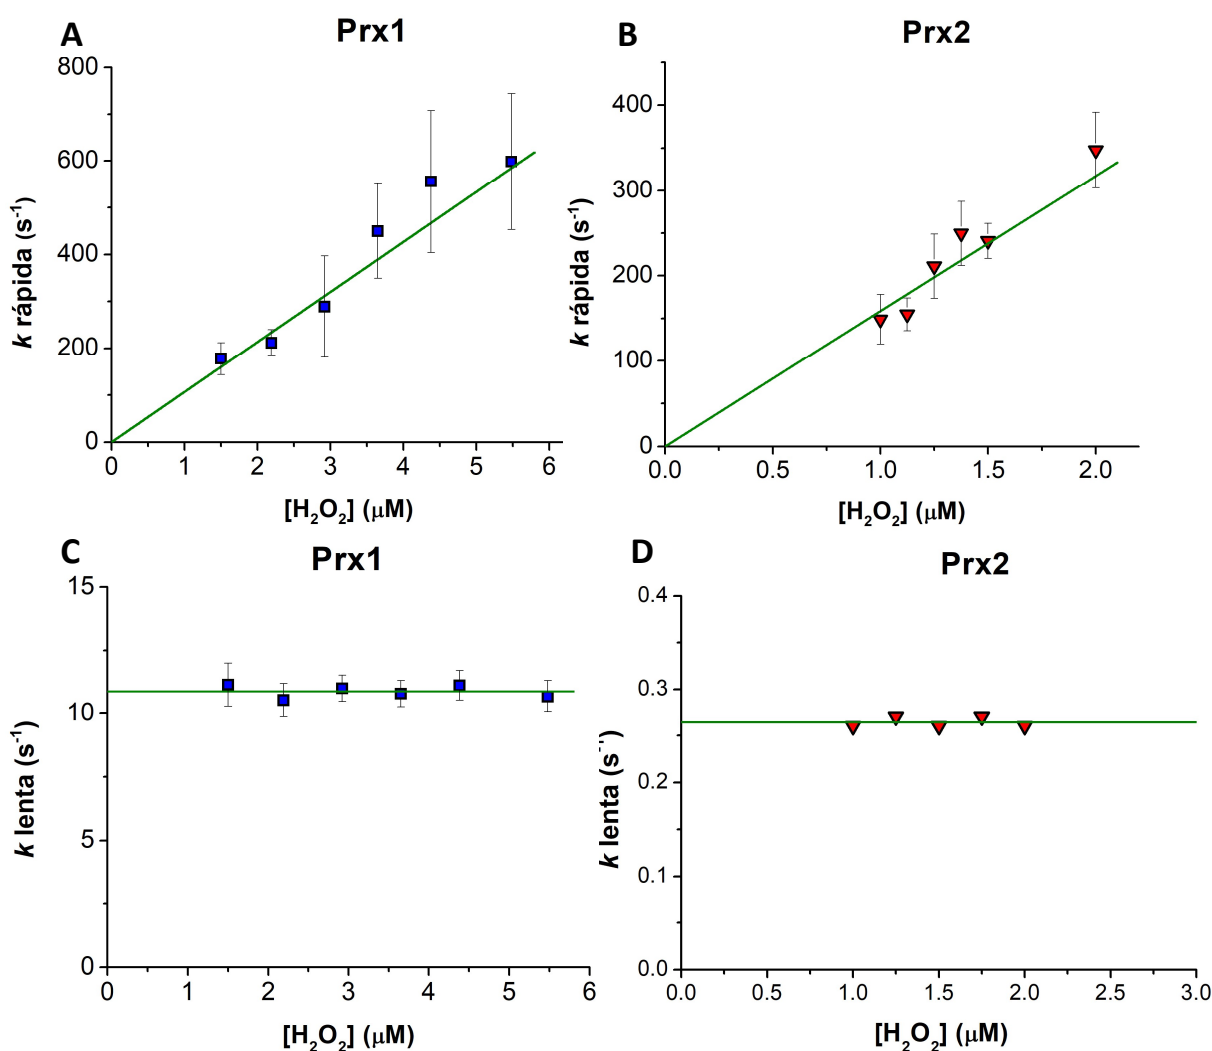 A
Prx1
800
600
400
200
0
0 1 2 3 4 5 6
k rápida (s-1)
[H2O2] (μM)
B
Prx2
400
300
200
100
0
0.0 0.5 1.0 1.5 2.0
k rápida (s-1)
[H2O2] (μM)
C
Prx1
15
10
5
0
0 1 2 3 4 5 6
k lenta (s-1)
[H2O2] (μM)
D
Prx2
0.4
0.3
0.2
0.1
0.0
0.0 0.5 1.0 1.5 2.0 2.5 3.0
k lenta (s
[H2O2] (μM)